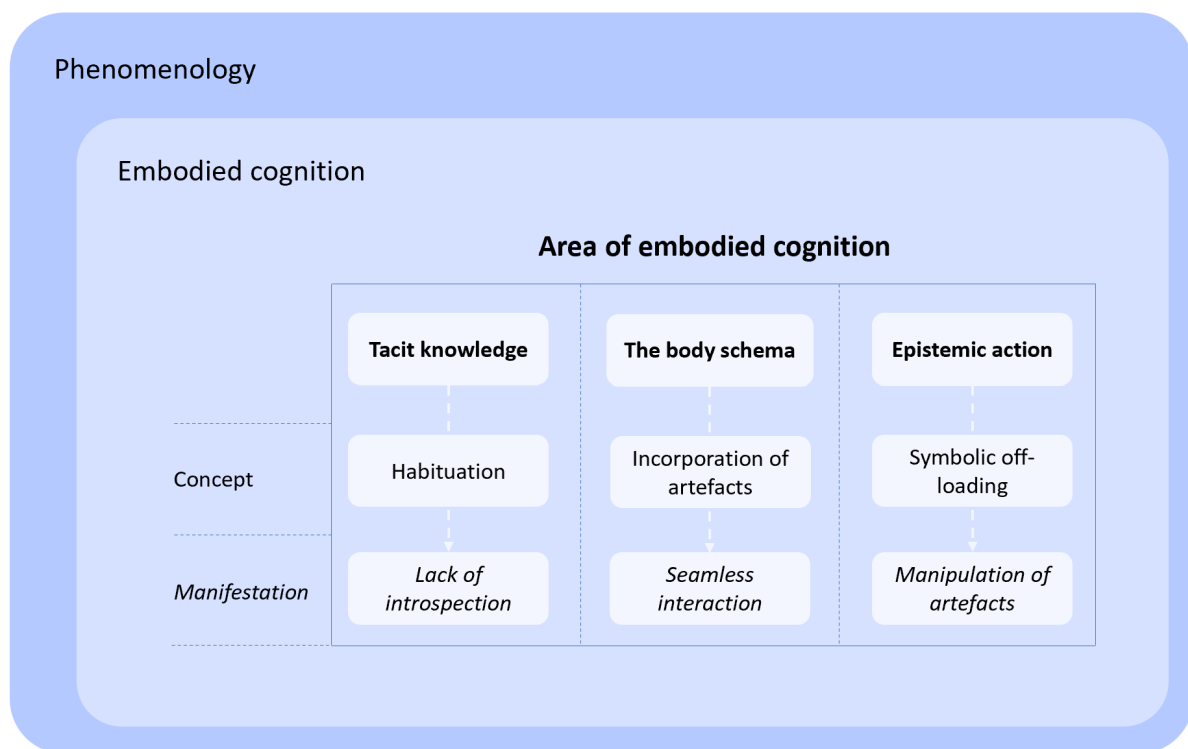 Phenomenology
Embodied cognition
Area of embodied cognition
Tacit knowledge
The body schema
Epistemic action
Concept
Habituation
Incorporation of
artefacts
Symbolic off-
loading
Manifestation
Lack of
introspection
Seamless
interaction
Manipulation of
artefacts